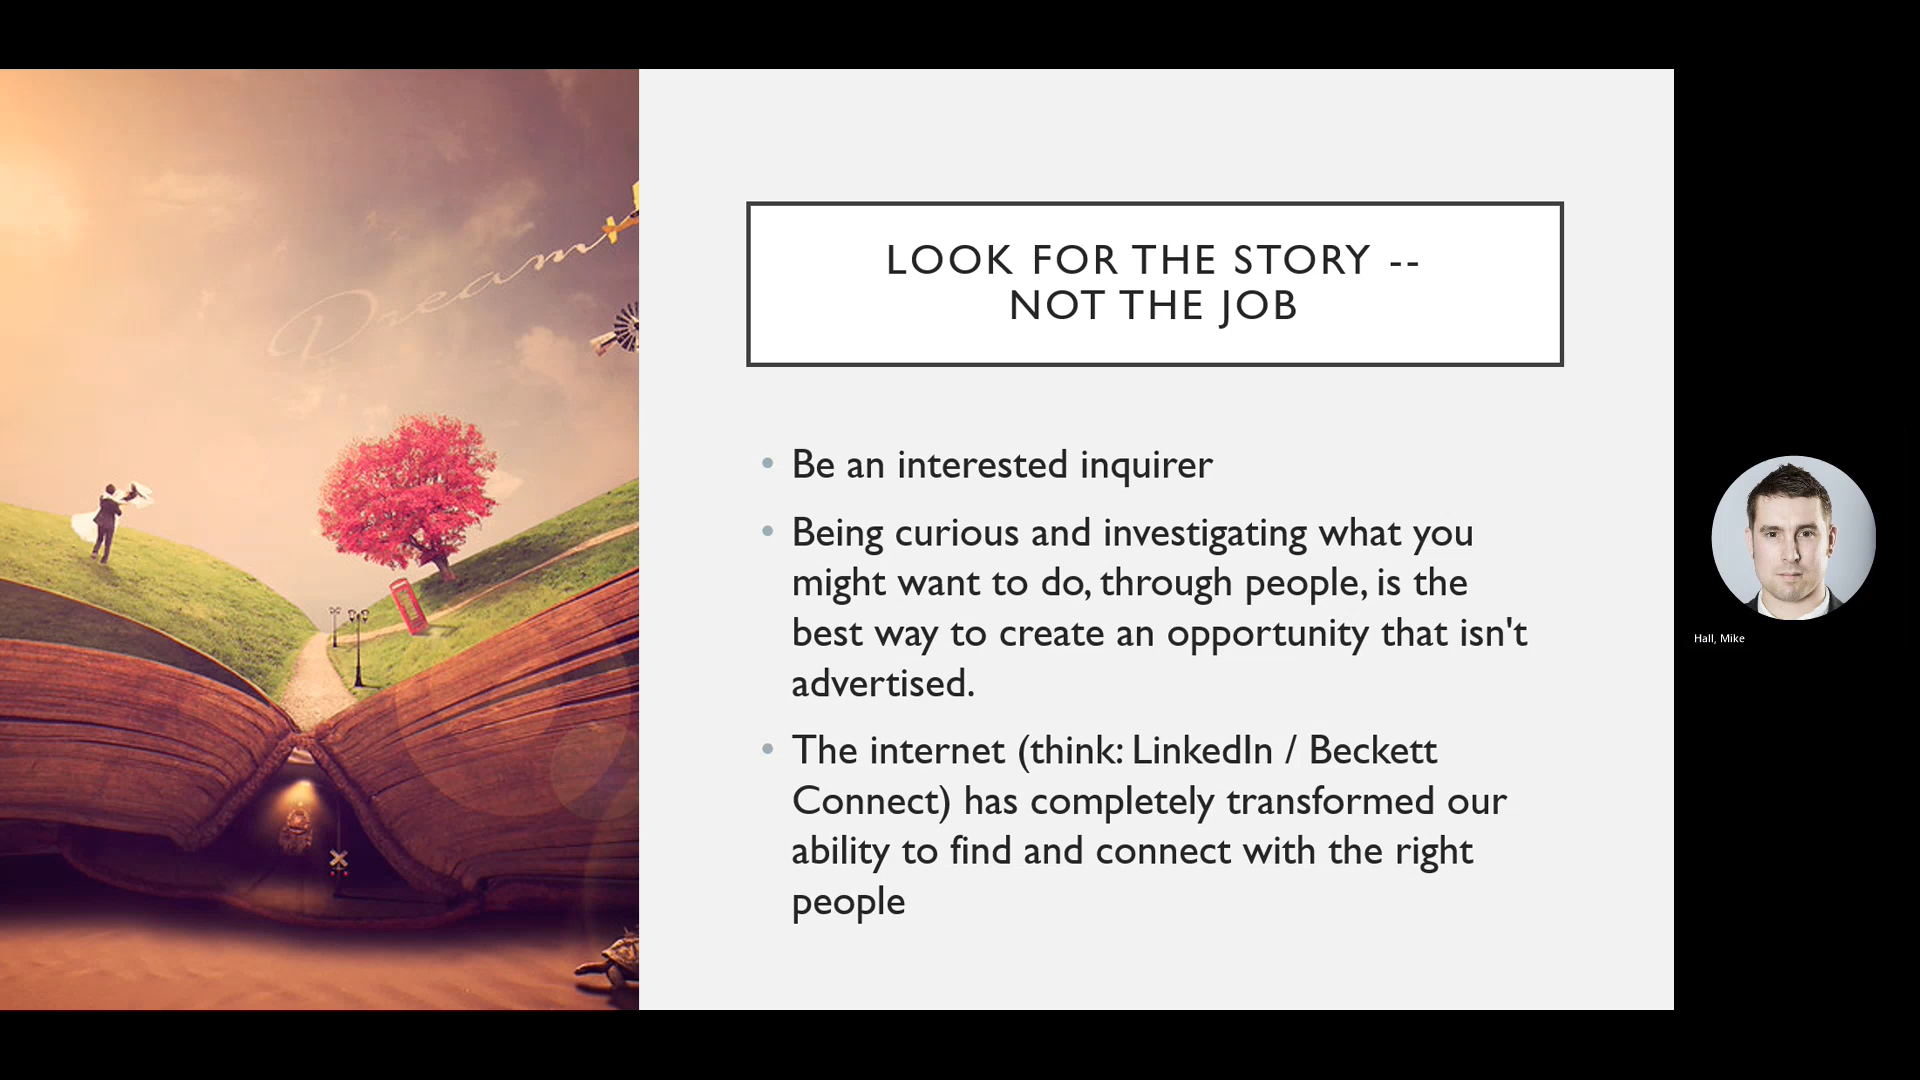 Dream
LOOK FOR THE STORY --
NOT THE JOB
• Be an interested inquirer
• Being curious and investigating what you
might want to do, through people, is the
best way to create an opportunity that isn't
advertised.
• The internet (think: LinkedIn / Beckett
Connect) has completely transformed our
ability to find and connect with the right
people
Hall, Mike